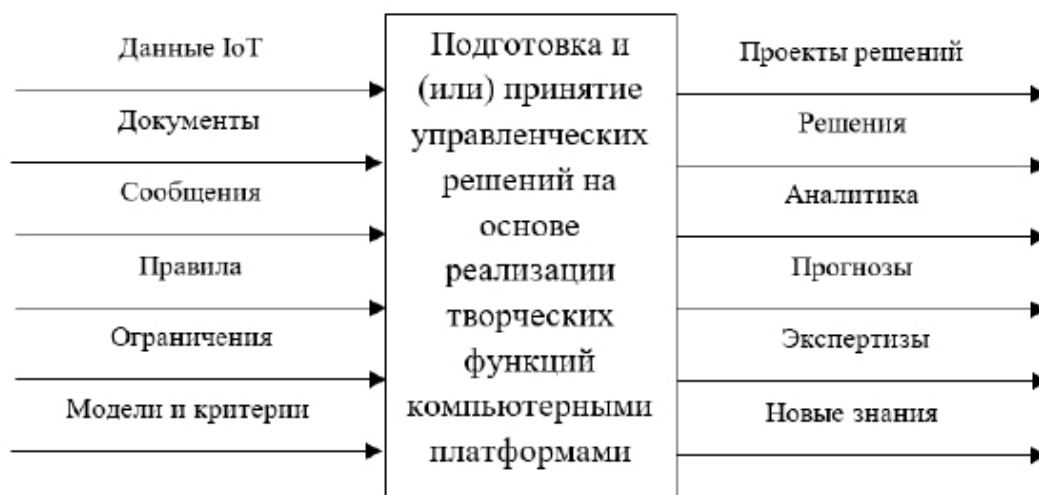 Данные IoT
Документы
Сообщения
Правила
Ограничения
Модели и критерии
Подготовка и
(или) принятие
управленческих
решений на
основе
реализации
творческих
функций
компьютерными
платформами
Проекты решений
Решения
Аналитика
Прогнозы
Экспертизы
Новые знания